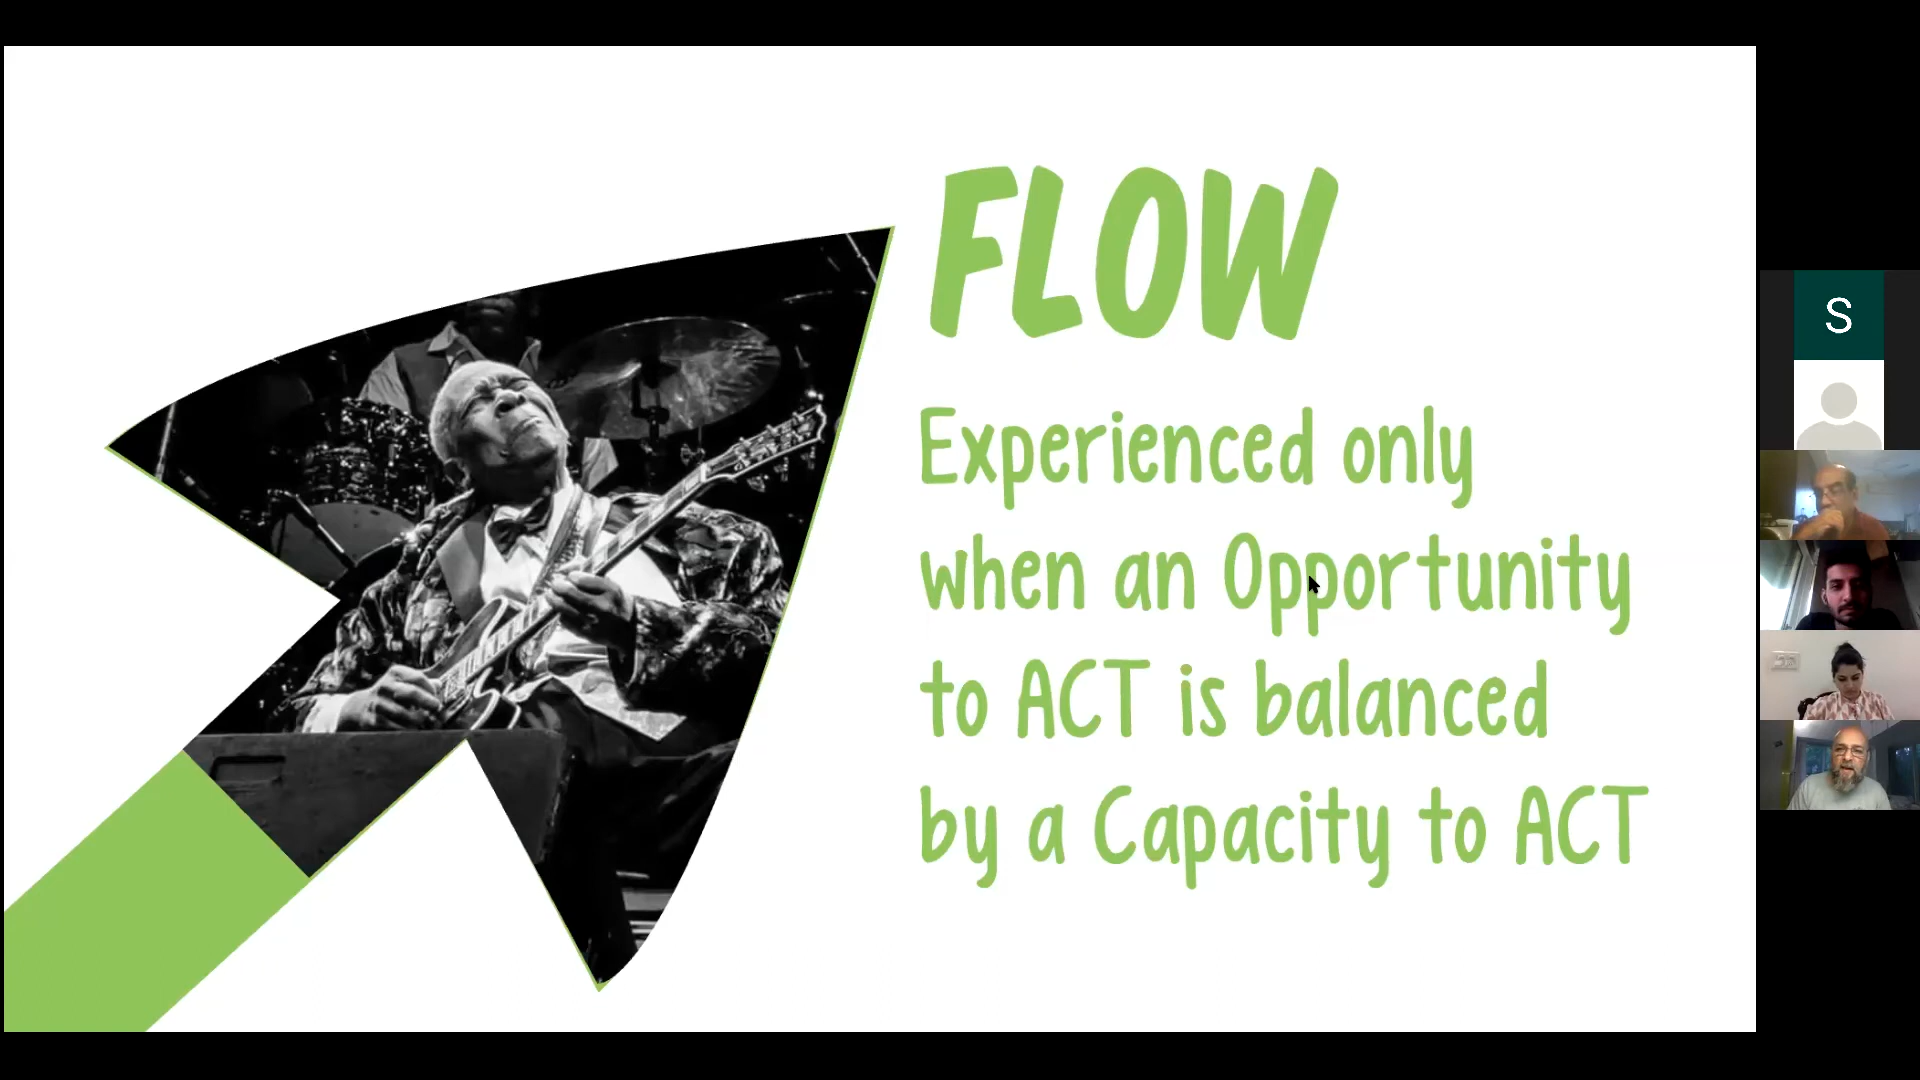 FLOW
Experienced only
when an Opportunity
to ACT is balanced
by a Capacity to ACT
S